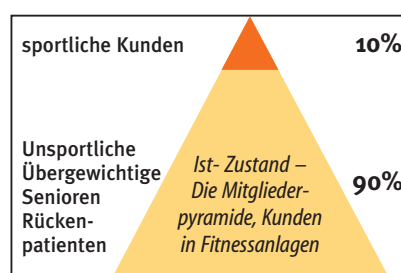 sportliche Kunden
10%
Unsportliche
Übergewichtige
Senioren
Rücken-
patienten
Ist- Zustand –
Die Mitglieder-
pyramide, Kunden
in Fitnessanlagen
90%